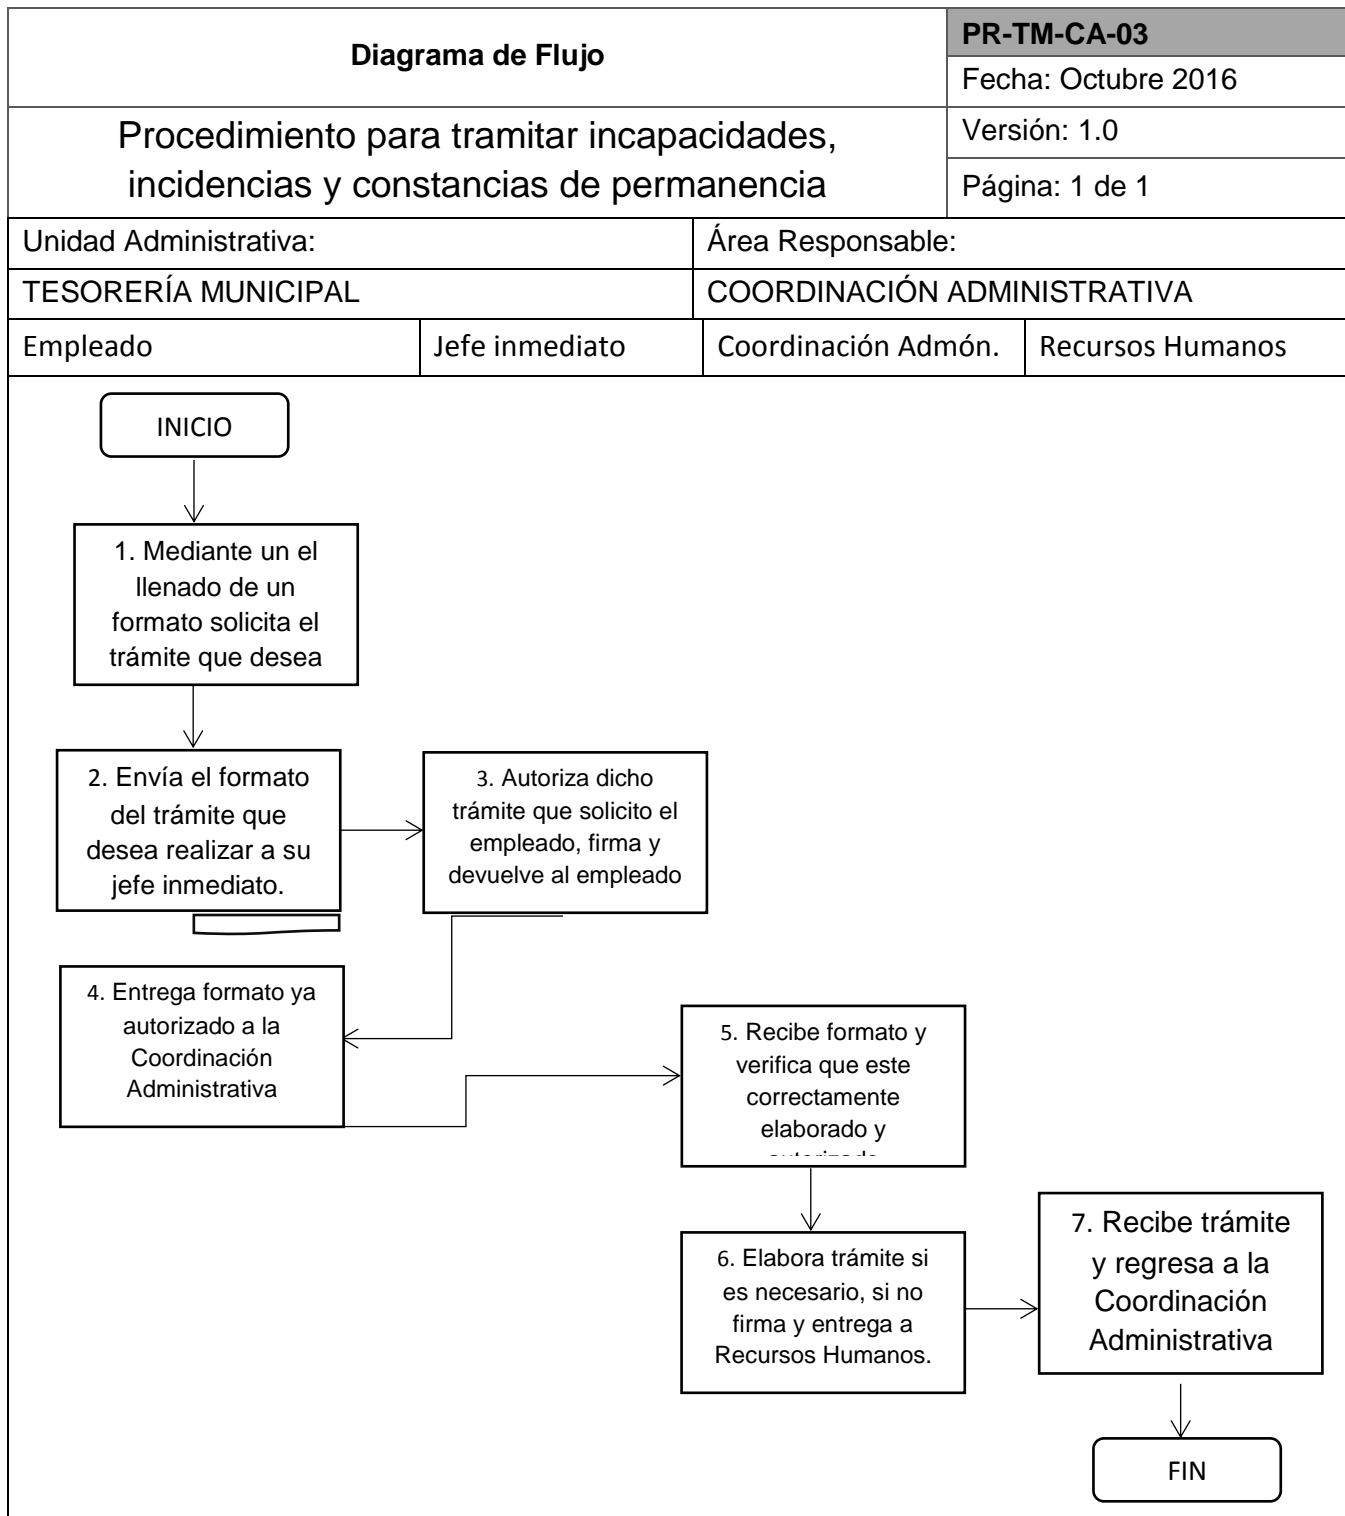 Diagrama de Flujo
PR-TM-CA-03
Fecha: Octubre 2016
Procedimiento para tramitar incapacidades,
incidencias y constancias de permanencia
Versión: 1.0
Página: 1 de 1
Unidad Administrativa:
Área Responsable:
TESORERÍA MUNICIPAL
COORDINACIÓN ADMINISTRATIVA
Empleado
Jefe inmediato
Coordinación Admón.
Recursos Humanos
INICIO
1. Mediante un el
llenado de un
formato solicita el
trámite que desea
2. Envía el formato
del trámite que
desea realizar a su
jefe inmediato.
3. Autoriza dicho
trámite que solicito el
empleado, firma y
devuelve al empleado
4. Entrega formato ya
autorizado a la
Coordinación
Administrativa
5. Recibe formato y
verifica que este
correctamente
elaborado y
6. Elabora trámite si
es necesario, si no
firma y entrega a
Recursos Humanos.
7. Recibe trámite
y regresa a la
Coordinación
Administrativa
FIN